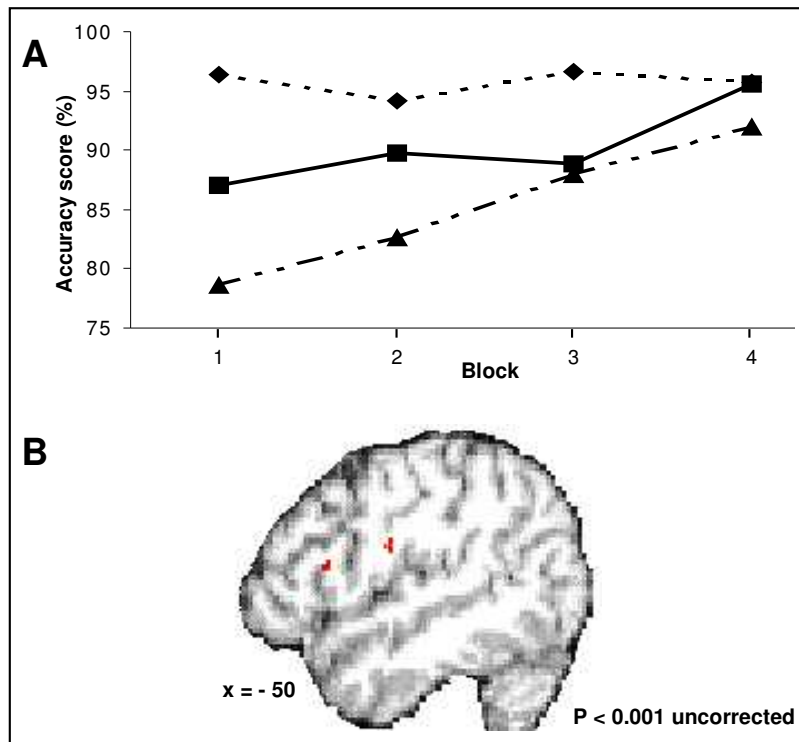 A
100
95
90
85
80
75
Accuracy score (%)
1 2 3 4
Block
B
x = - 50
P < 0.001 uncorrected